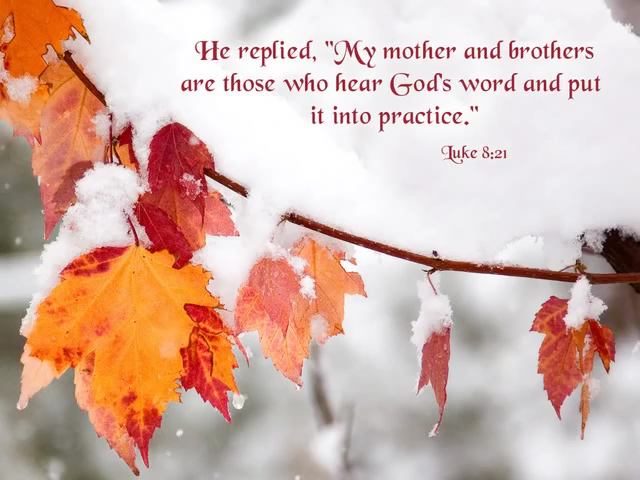 He replied, "My mother and brothers
are those who hear God's word and put
it into practice."
Luke 8:21